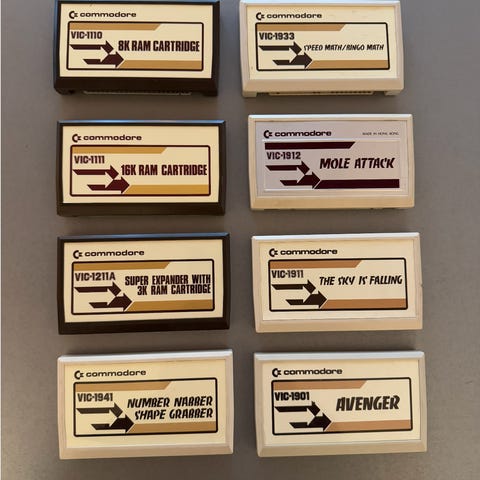 commodore
VIC-1110
8K RAM CARTRIDGE
commodore
VIC-1933
SPEED MATH/BINGO MATH
commodore
VIC-1111
16K RAM CARTRIDGE
commodore
MADE IN HONG KONG
VIC-1912
MOLE ATTACK
commodore
VIC-1211A
SUPER EXPANDER WITH
3K RAM CARTRIDGE
commodore
VIC-1911
THE SKY IS FALLING
commodore
VIC-1941
NUMBER NABBER
SHAPE GRABBER
commodore
VIC-1901
AVENGER